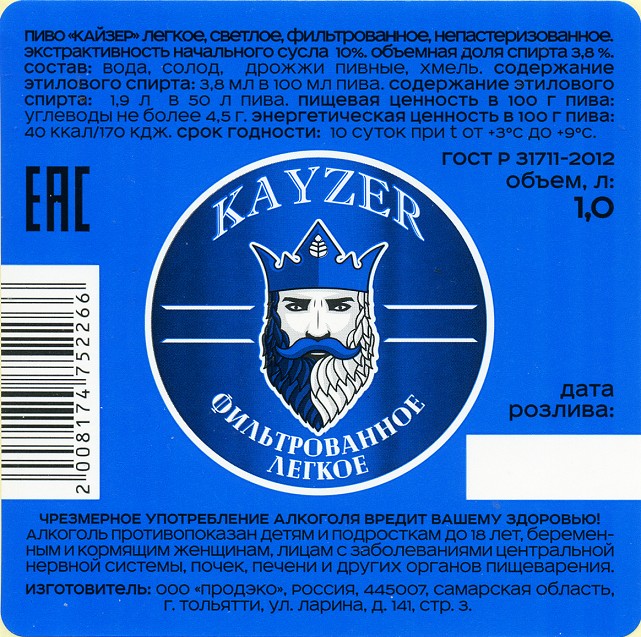 ПИВО «КАЙЗЕР» ЛЕГКОЕ, СВЕТЛОЕ, ФИЛЬТРОВАННОЕ, НЕПАСТЕРИЗОВАННОЕ.
ЭКСТРАКТИВНОСТЬ НАЧАЛЬНОГО СУСЛА 10%. ОБЪЕМНАЯ ДОЛЯ СПИРТА 3,8 %.
СОСТАВ: ВОДА, СОЛОД, ДРОЖЖИ ПИВНЫЕ, ХМЕЛЬ. СОДЕРЖАНИЕ
ЭТИЛОВОГО СПИРТА: 3,8 МЛ В 100 МЛ ПИВА. СОДЕРЖАНИЕ ЭТИЛОВОГО
СПИРТА: 1,9 Л В 50 Л ПИВА. ПИЩЕВАЯ ЦЕННОСТЬ В 100 Г ПИВА:
УГЛЕВОДЫ НЕ БОЛЕЕ 4,5 Г. ЭНЕРГЕТИЧЕСКАЯ ЦЕННОСТЬ В 100 Г ПИВА:
40 ККАЛ/170 КДЖ. СРОК ГОДНОСТИ: 10 СУТОК ПРИ t ОТ +3°C ДО +9°C.
ГОСТ Р 31711-2012
ОБЪЕМ, Л:
1,0
EAC
KAYZER
ФИЛЬТРОВАННОЕ
ЛЕГКОЕ
2 008174 752266
ДАТА
РОЗЛИВА:
ЧРЕЗМЕРНОЕ УПОТРЕБЛЕНИЕ АЛКОГОЛЯ ВРЕДИТ ВАШЕМУ ЗДОРОВЬЮ!
АЛКОГОЛЬ ПРОТИВОПОКАЗАН ДЕТЯМ И ПОДРОСТКАМ ДО 18 ЛЕТ, БЕРЕМЕН-
НЫМ И КОРМЯЩИМ ЖЕНЩИНАМ, ЛИЦАМ С ЗАБОЛЕВАНИЯМИ ЦЕНТРАЛЬНОЙ
НЕРВНОЙ СИСТЕМЫ, ПОЧЕК, ПЕЧЕНИ И ДРУГИХ ОРГАНОВ ПИЩЕВАРЕНИЯ.
ИЗГОТОВИТЕЛЬ: ООО «ПРОДЭКО», РОССИЯ, 445007, САМАРСКАЯ ОБЛАСТЬ,
Г. ТОЛЬЯТТИ, УЛ. ЛАРИНА, Д. 141, СТР. 3.